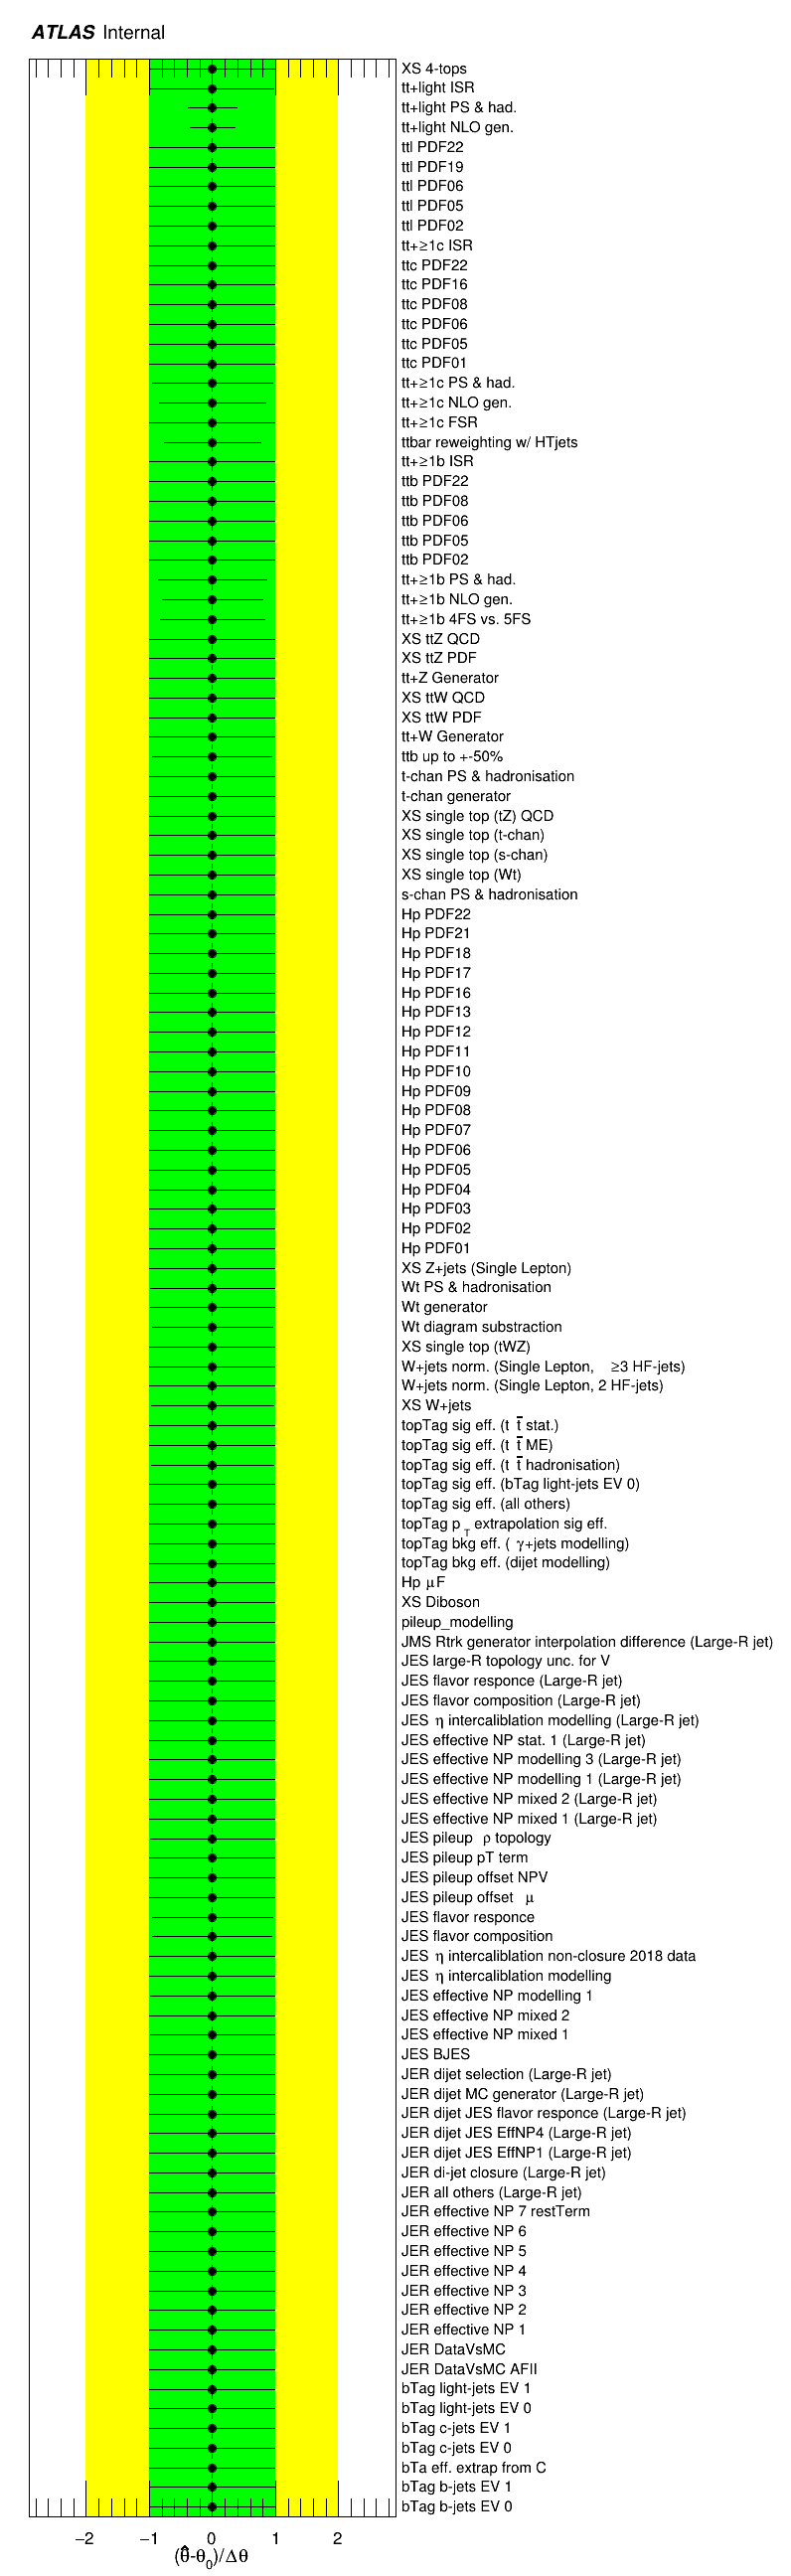 ATLAS Internal
XS 4-tops
tt+light ISR
tt+light PS & had.
tt+light NLO gen.
ttl PDF22
ttl PDF19
ttl PDF06
ttl PDF05
ttl PDF02
tt+≥1c ISR
ttc PDF22
ttc PDF16
ttc PDF08
ttc PDF06
ttc PDF05
ttc PDF01
tt+≥1c PS & had.
tt+≥1c NLO gen.
tt+≥1c FSR
ttbar reweighting w/ HTjets
tt+≥1b ISR
ttb PDF22
ttb PDF08
ttb PDF06
ttb PDF05
ttb PDF02
tt+≥1b PS & had.
tt+≥1b NLO gen.
tt+≥1b 4FS vs. 5FS
XS ttZ QCD
XS ttZ PDF
tt+Z Generator
XS ttW QCD
XS ttW PDF
tt+W Generator
ttb up to +-50%
t-chan PS & hadronisation
t-chan generator
XS single top (tZ) QCD
XS single top (t-chan)
XS single top (s-chan)
XS single top (Wt)
s-chan PS & hadronisation
Hp PDF22
Hp PDF21
Hp PDF18
Hp PDF17
Hp PDF16
Hp PDF13
Hp PDF12
Hp PDF11
Hp PDF10
Hp PDF09
Hp PDF08
Hp PDF07
Hp PDF06
Hp PDF05
Hp PDF04
Hp PDF03
Hp PDF02
Hp PDF01
XS Z+jets (Single Lepton)
Wt PS & hadronisation
Wt generator
Wt diagram substraction
XS single top (tWZ)
W+jets norm. (Single Lepton, ≥3 HF-jets)
W+jets norm. (Single Lepton, 2 HF-jets)
XS W+jets
topTag sig eff. (t t̅ stat.)
topTag sig eff. (t t̅ ME)
topTag sig eff. (t t̅ hadronisation)
topTag sig eff. (bTag light-jets EV 0)
topTag sig eff. (all others)
topTag p_T extrapolation sig eff.
topTag bkg eff. ( γ+jets modelling)
topTag bkg eff. (dijet modelling)
Hp μF
XS Diboson
pileup_modelling
JMS Rtrk generator interpolation difference (Large-R jet)
JES large-R topology unc. for V
JES flavor responce (Large-R jet)
JES flavor composition (Large-R jet)
JES η intercaliblation modelling (Large-R jet)
JES effective NP stat. 1 (Large-R jet)
JES effective NP modelling 3 (Large-R jet)
JES effective NP modelling 1 (Large-R jet)
JES effective NP mixed 2 (Large-R jet)
JES effective NP mixed 1 (Large-R jet)
JES pileup ρ topology
JES pileup pT term
JES pileup offset NPV
JES pileup offset μ
JES flavor responce
JES flavor composition
JES η intercaliblation non-closure 2018 data
JES η intercaliblation modelling
JES effective NP modelling 1
JES effective NP mixed 2
JES effective NP mixed 1
JES BJES
JER dijet selection (Large-R jet)
JER dijet MC generator (Large-R jet)
JER dijet JES flavor responce (Large-R jet)
JER dijet JES EffNP4 (Large-R jet)
JER dijet JES EffNP1 (Large-R jet)
JER di-jet closure (Large-R jet)
JER all others (Large-R jet)
JER effective NP 7 restTerm
JER effective NP 6
JER effective NP 5
JER effective NP 4
JER effective NP 3
JER effective NP 2
JER effective NP 1
JER DataVsMC
JER DataVsMC AFII
bTag light-jets EV 1
bTag light-jets EV 0
bTag c-jets EV 1
bTag c-jets EV 0
bTa eff. extrap from C
bTag b-jets EV 1
bTag b-jets EV 0
−2 −1 0 1 2
(θ̂-θ₀)/Δθ